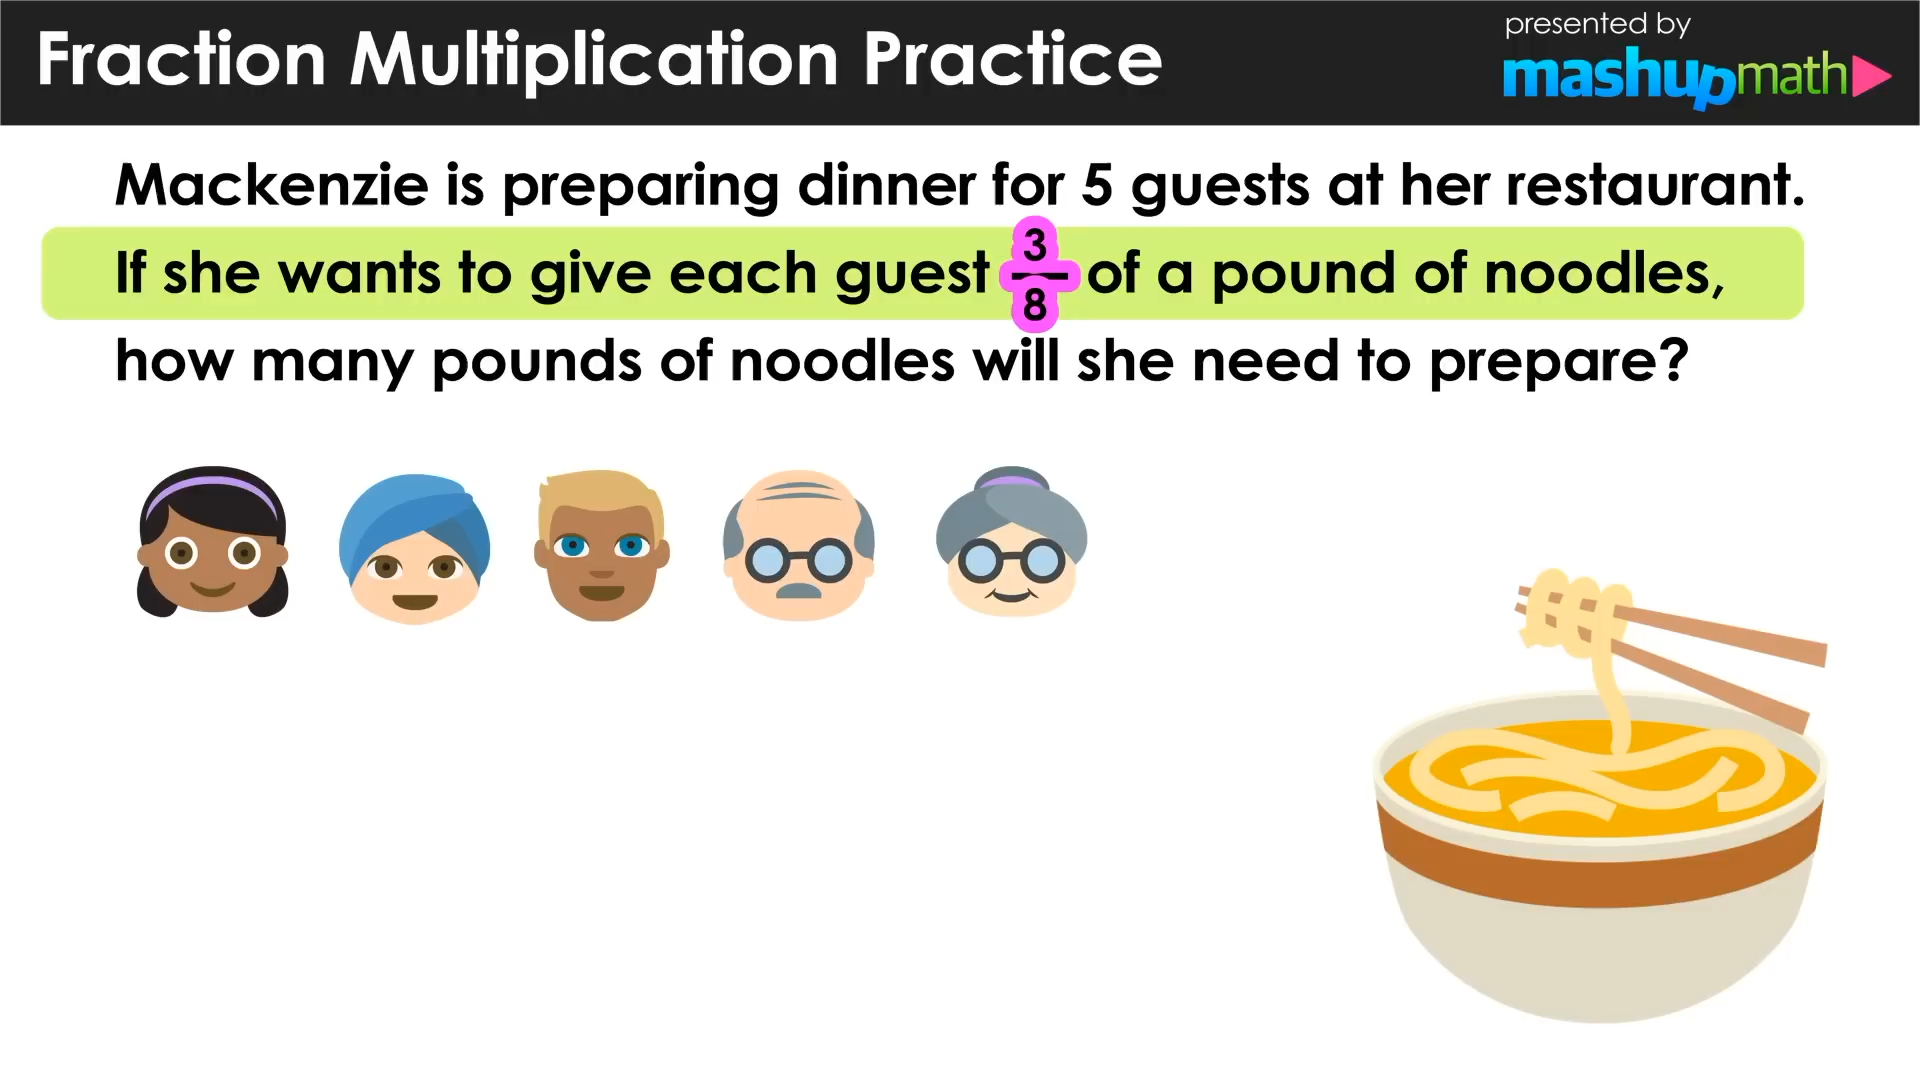 Fraction Multiplication Practice
presented by
mashupmath
Mackenzie is preparing dinner for 5 guests at her restaurant.
If she wants to give each guest 3/8 of a pound of noodles,
how many pounds of noodles will she need to prepare?